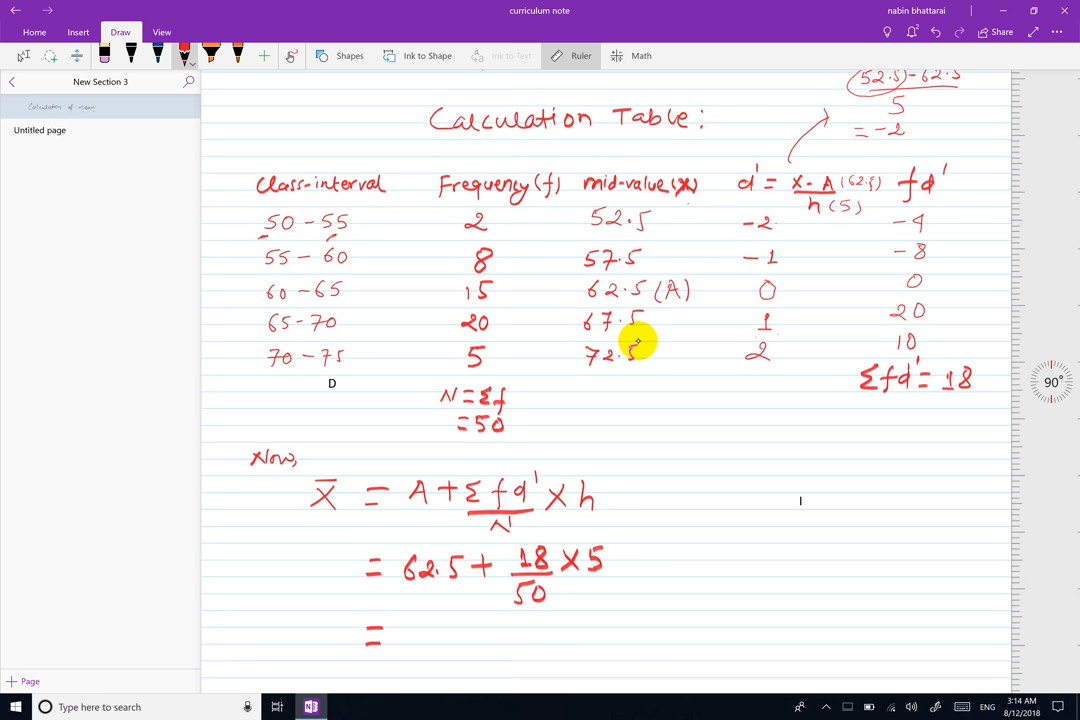 curriculum note
nabin bhattarai
Home Insert Draw View
Share
Shapes Ink to Shape Ink to Text Ruler Math
New Section 3
Calculation of mean
Untitled page
(52.5)-62.5
5
= -2
Calculation Table:
Class-interval Frequency(f) mid-value(x) d' = X - A (62.5) fd'
h (5)
50 - 55 2 52.5 -2 -4
55 - 60 8 57.5 -1 -8
60 - 65 15 62.5 (A) 0 0
65-70 20 67.5 1 20
70 - 75 5 72.5 2 10
D
Σfd' = 18
N = Σf
= 50
90°
Now,
X̄ = A + Σfd' X h
N
= 62.5 + 18 X 5
50
=
Page
Type here to search
ENG
3:14 AM
8/12/2018